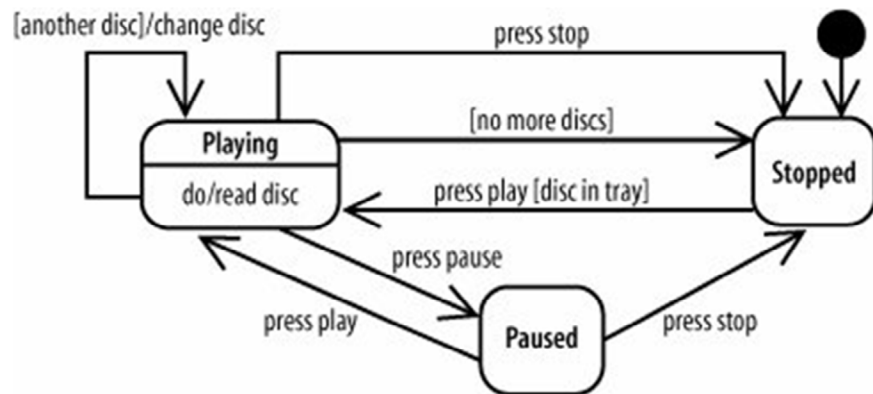 [another disc]/change disc
press stop
[no more discs]
Playing
do/read disc
press play [disc in tray]
Stopped
press pause
press play
Paused
press stop